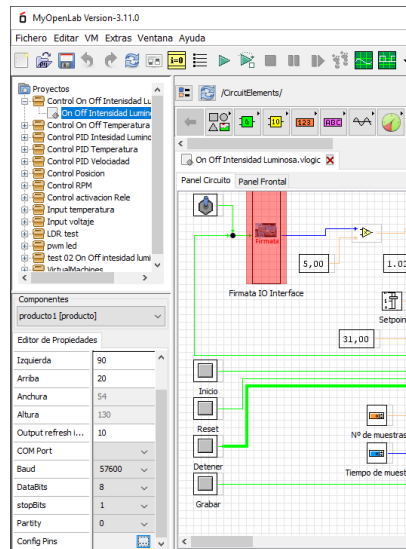 MyOpenLab Version-3.11.0
Fichero Editar VM Extras Ventana Ayuda
i=0
Proyectos
Control On Off Intensidad Lu
On Off Intensidad Lumino
Control On Off Temperatura
Control PID Intesidad Luminc
Control PID Temperatura
Control PID Velociadad
Control Posicion
Control RPM
Control activacion Rele
Input temperatura
Input voltaje
LDR test
pwm led
test 02 On Off intesidad lumi
VirtualMachines
Componentes
producto1 [producto]
Editor de Propiedades
Izquierda 90
Arriba 20
Anchura 54
Altura 130
Output refresh i... 10
COM Port
Baud 57600
DataBits 8
stopBits 1
Partity 0
Config Pins ...
/CircuitElements/
123 ABC
On Off Intensidad Luminosa.vlogic
Panel Circuito Panel Frontal
Firmata
5,00
1.03
Firmata IO Interface
Setpoin
31,00
Inicio
Reset
Nº de muestras
Detener
Tiempo de muest
Grabar